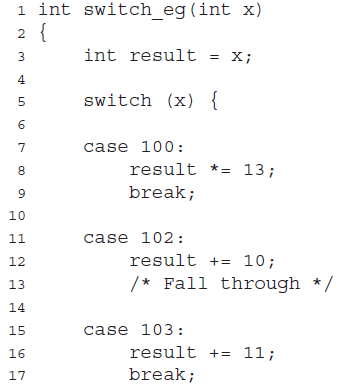 1 int switch_eg(int x)
2 {
3     int result = x;
4
5     switch (x) {
6
7     case 100:
8         result *= 13;
9         break;
10
11     case 102:
12         result += 10;
13         /* Fall through */
14
15     case 103:
16         result += 11;
17         break;